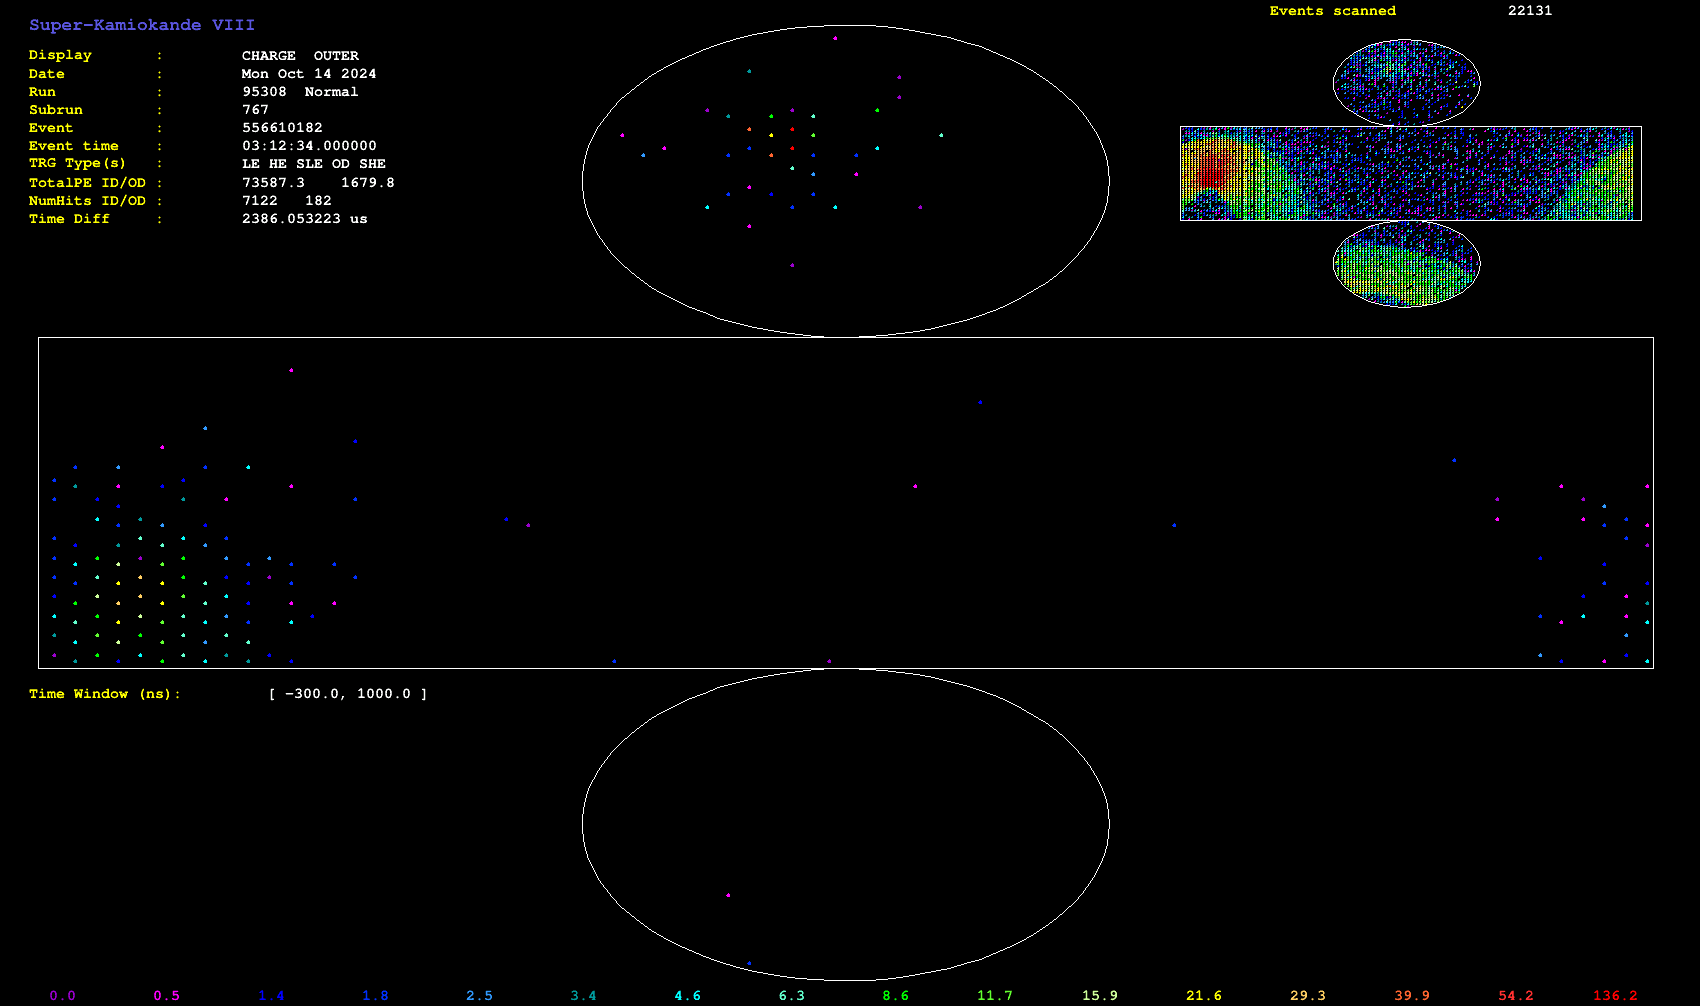 Super-Kamiokande VIII
Events scanned 22131
Display : CHARGE OUTER
Date : Mon Oct 14 2024
Run : 95308 Normal
Subrun : 767
Event : 556610182
Event time : 03:12:34.000000
TRG Type(s) : LE HE SLE OD SHE
TotalPE ID/OD : 73587.3 1679.8
NumHits ID/OD : 7122 182
Time Diff : 2386.053223 us
Time Window (ns): [ -300.0, 1000.0 ]
0.0 0.5 1.4 1.8 2.5 3.4 4.6 6.3 8.6 11.7 15.9 21.6 29.3 39.9 54.2 136.2